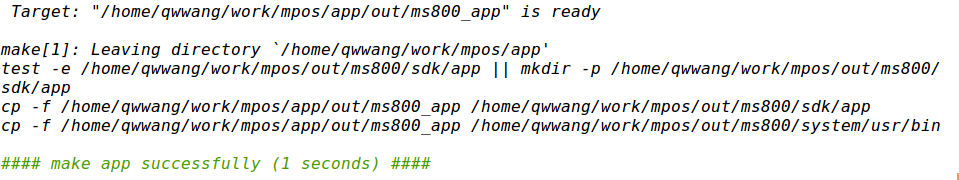 Target: "/home/qwwang/work/mpos/app/out/ms800_app" is ready
make[1]: Leaving directory `/home/qwwang/work/mpos/app'
test -e /home/qwwang/work/mpos/out/ms800/sdk/app || mkdir -p /home/qwwang/work/mpos/out/ms800/
sdk/app
cp -f /home/qwwang/work/mpos/app/out/ms800_app /home/qwwang/work/mpos/out/ms800/sdk/app
cp -f /home/qwwang/work/mpos/app/out/ms800_app /home/qwwang/work/mpos/out/ms800/system/usr/bin
#### make app successfully (1 seconds) ####